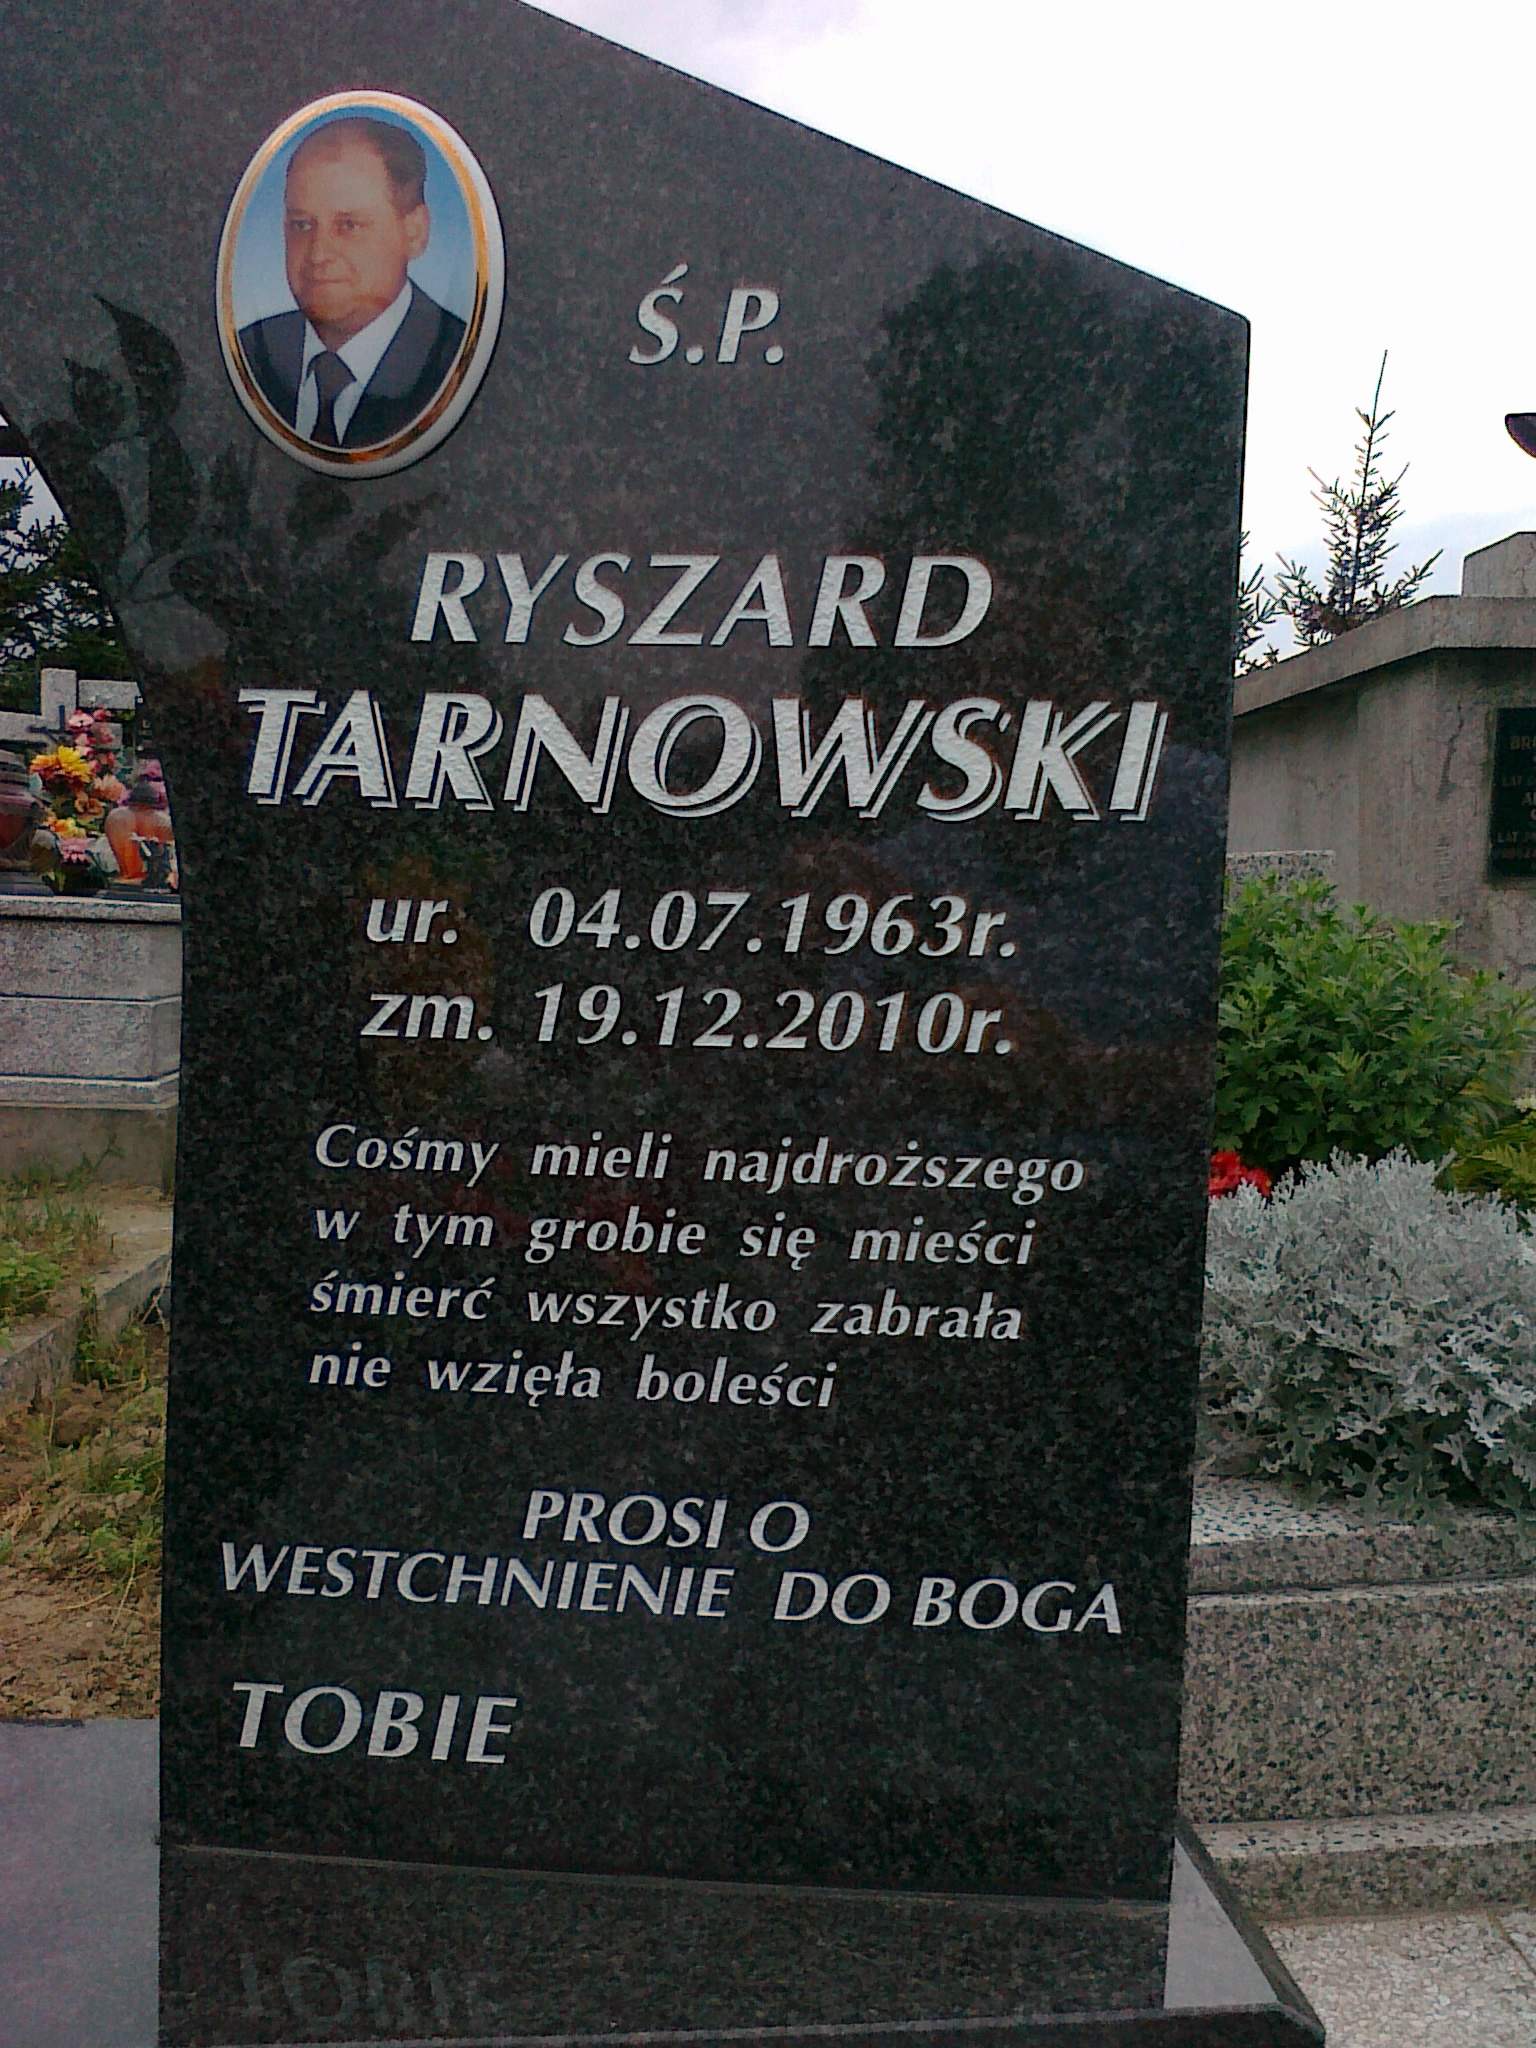 Ś.P.
RYSZARD
TARNOWSKI
ur. 04.07.1963r.
zm. 19.12.2010r.
Cośmy mieli najdroższego
w tym grobie się mieści
śmierć wszystko zabrała
nie wzięła boleści
PROSI O
WESTCHNIENIE DO BOGA
TOBIE